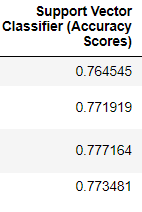 Support Vector
Classifier (Accuracy
Scores)
0.764545
0.771919
0.777164
0.773481